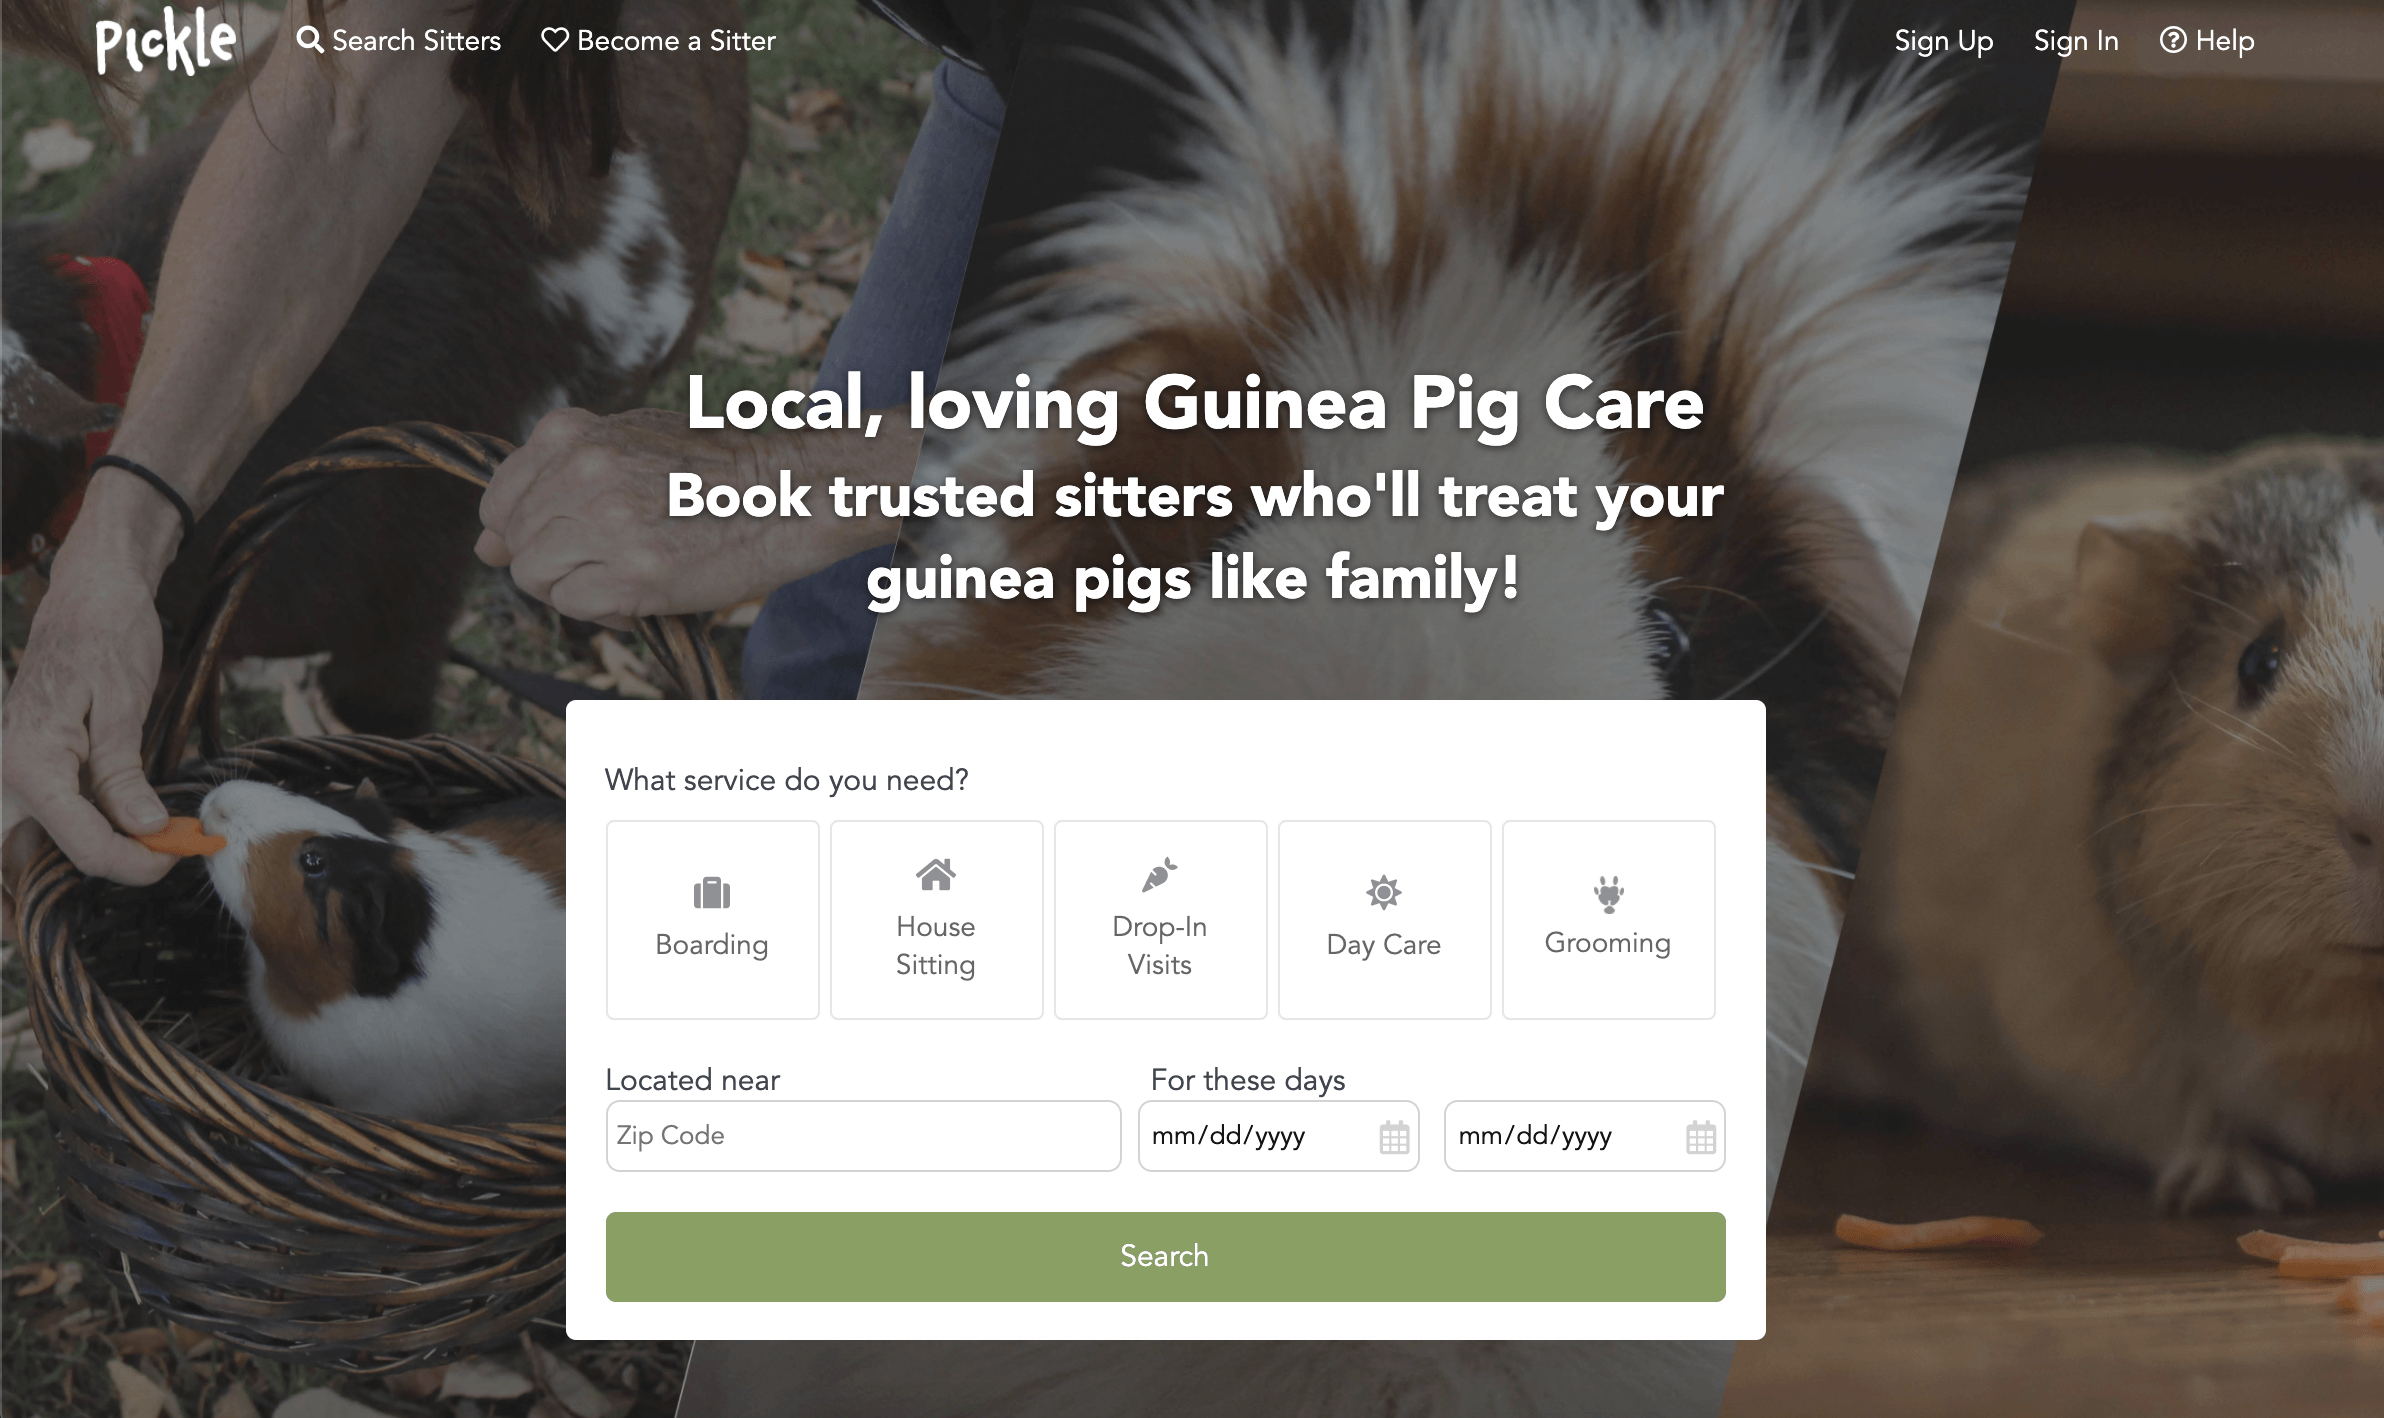 Pickle
Search Sitters
Become a Sitter
Sign Up
Sign In
Help
Local, loving Guinea Pig Care
Book trusted sitters who'll treat your
guinea pigs like family!
What service do you need?
Boarding
House
Sitting
Drop-In
Visits
Day Care
Grooming
Located near
For these days
Zip Code
mm/dd/yyyy
mm/dd/yyyy
Search